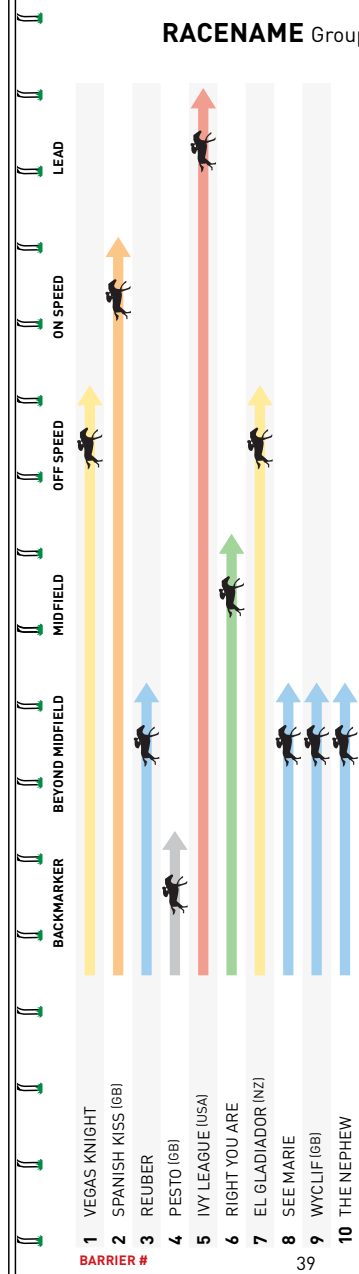 RACENAME Group
LEAD
ON SPEED
OFF SPEED
MIDFIELD
BEYOND MIDFIELD
BACKMARKER
1 VEGAS KNIGHT
2 SPANISH KISS (GB)
3 REUBER
4 PESTO (GB)
5 IVY LEAGUE (USA)
6 RIGHT YOU ARE
7 EL GLADIADOR (NZ)
8 SEE MARIE
9 WYCLIF (GB)
10 THE NEPHEW
BARRIER #
39